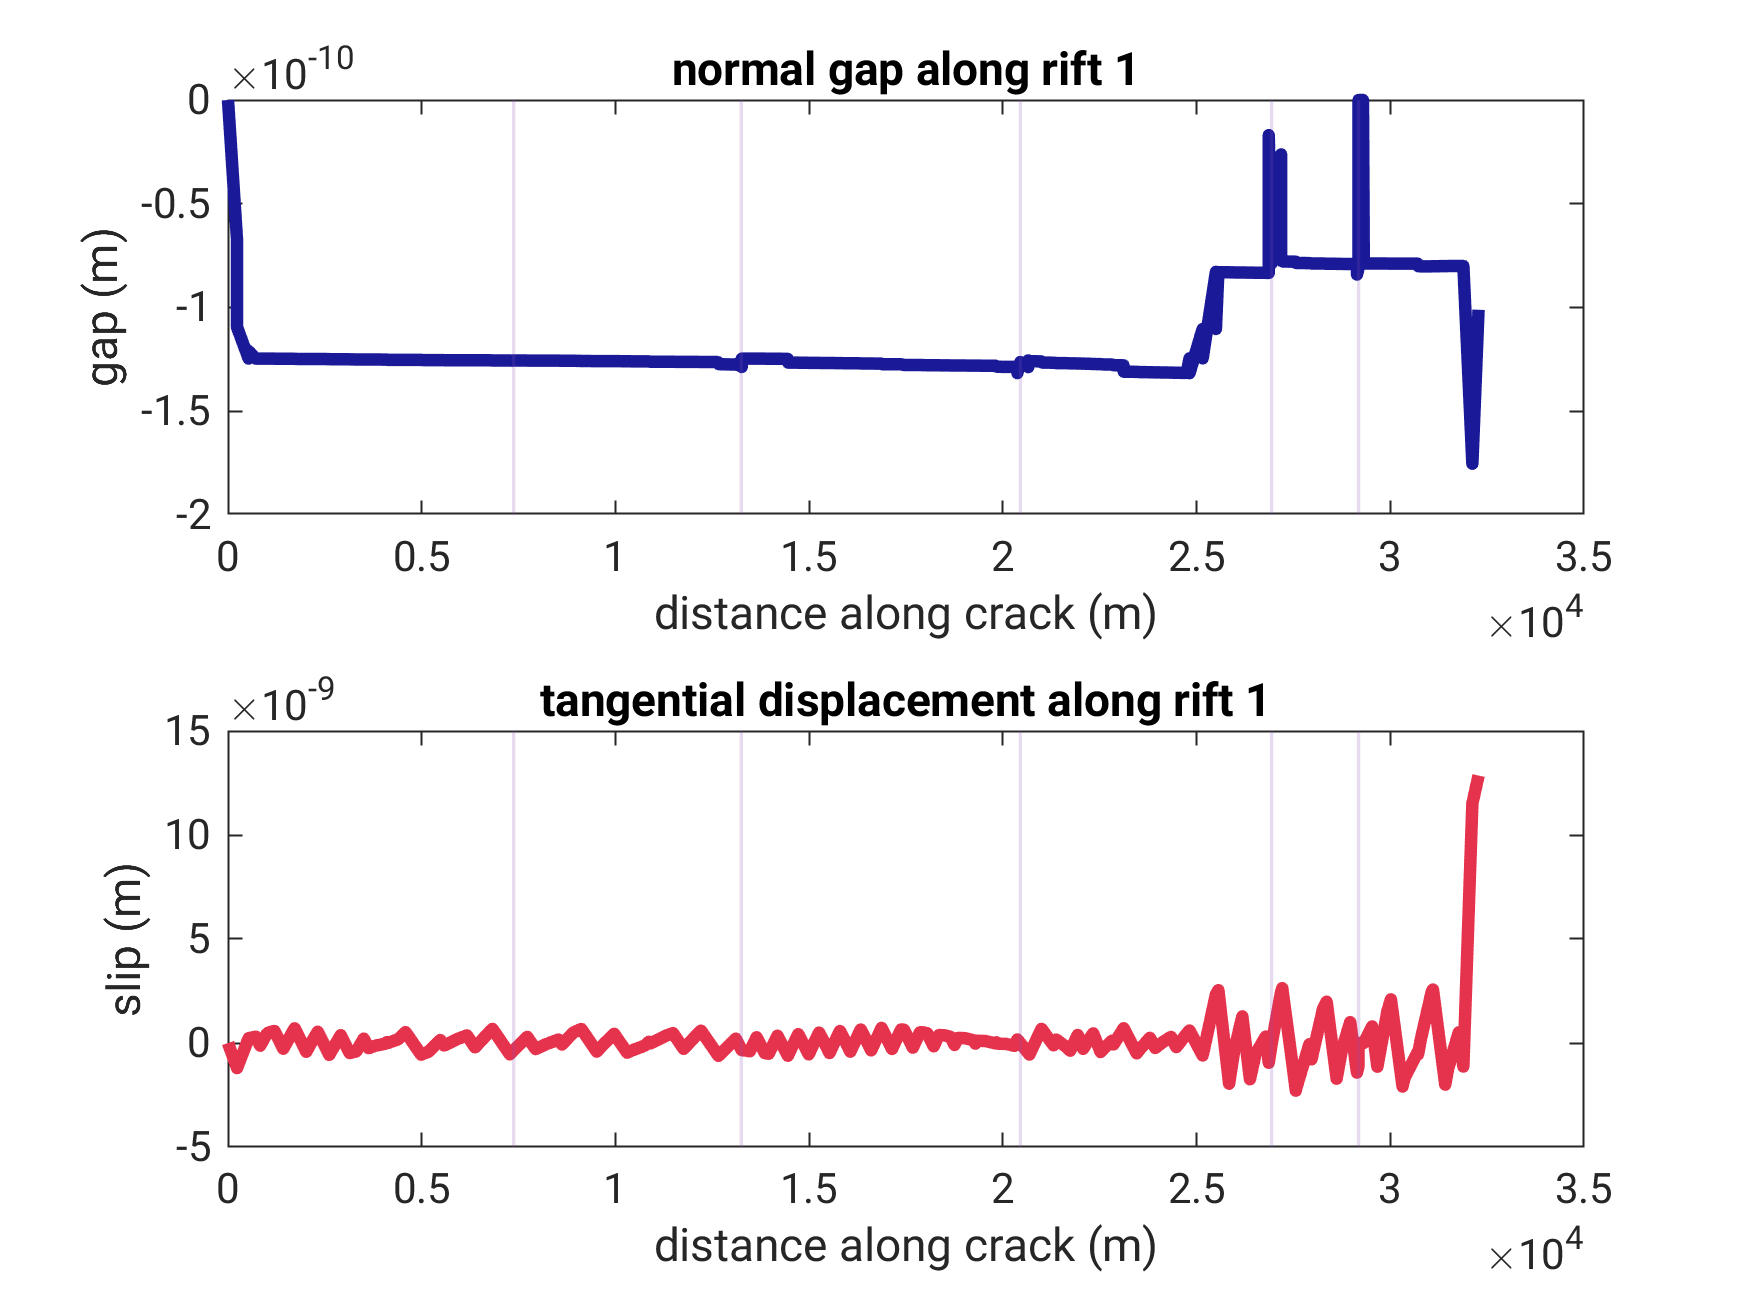 ×10⁻¹⁰
normal gap along rift 1
0
-0.5
-1
-1.5
-2
gap (m)
0 0.5 1 1.5 2 2.5 3 3.5
distance along crack (m)
×10⁴
×10⁻⁹
tangential displacement along rift 1
15
10
5
0
-5
slip (m)
0 0.5 1 1.5 2 2.5 3 3.5
distance along crack (m)
×10⁴